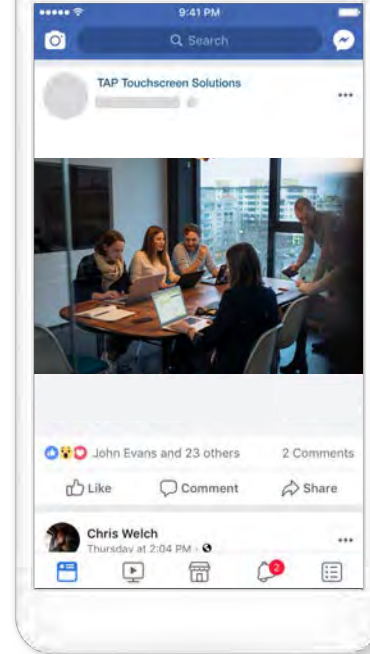 9:41 PM
Search
TAP Touchscreen Solutions
John Evans and 23 others 2 Comments
Like Comment Share
Chris Welch
Thursday at 2:04 PM
2